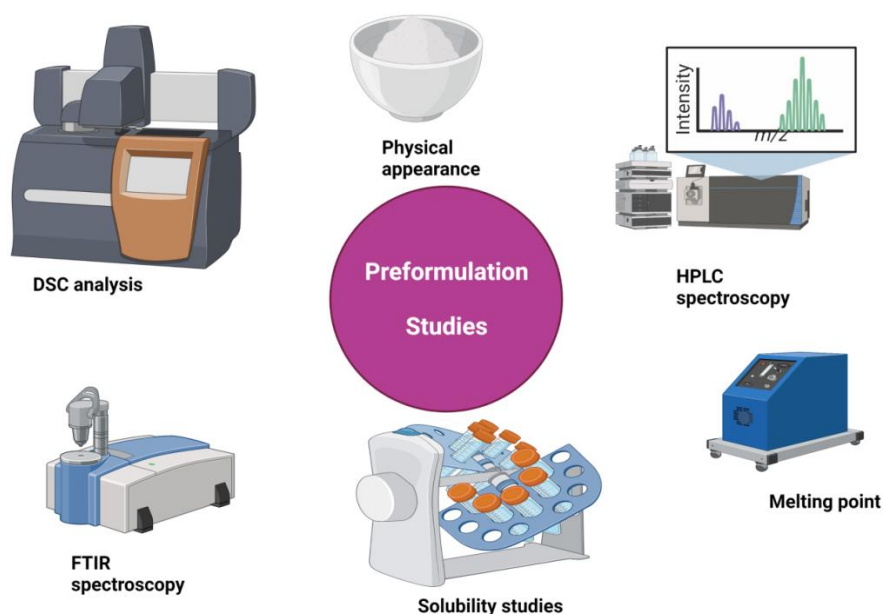 Physical
appearance
Intensity
m/z
DSC analysis
HPLC
spectroscopy
Preformulation
Studies
Melting point
FTIR
spectroscopy
Solubility studies